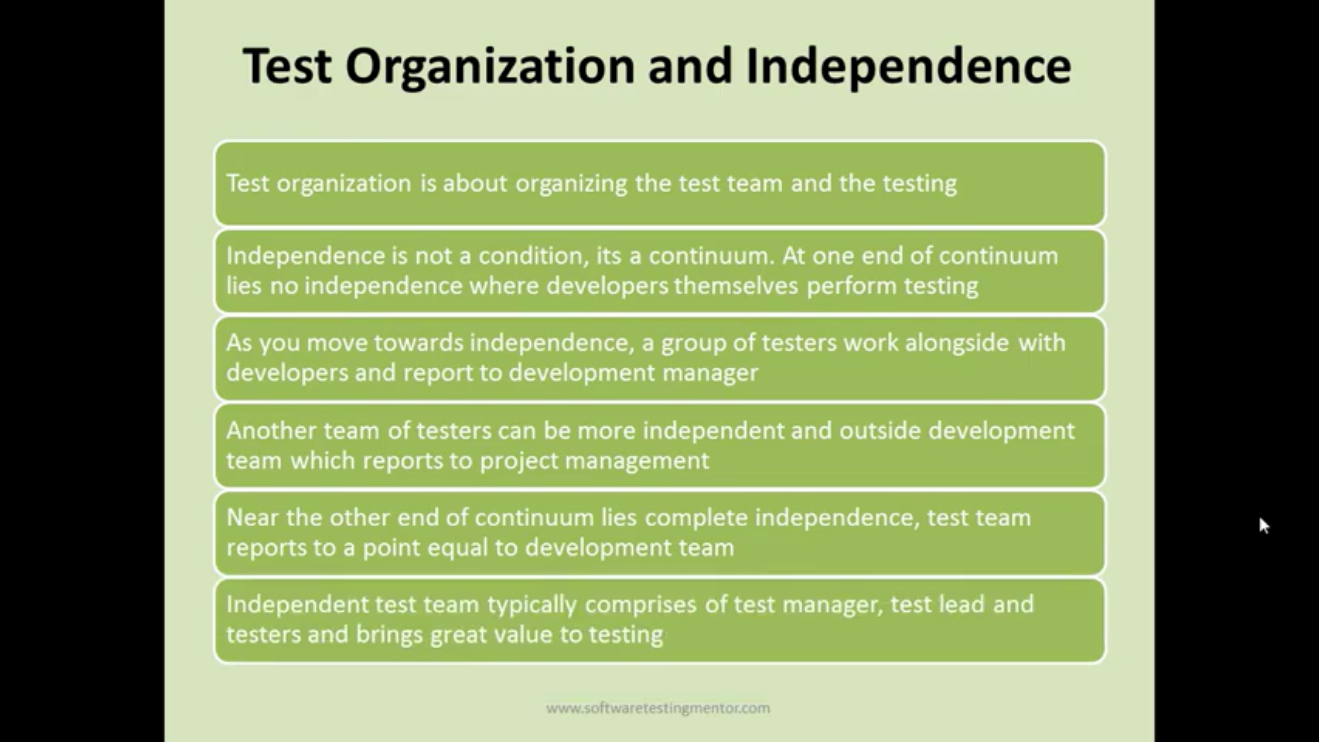 Test Organization and Independence
Test organization is about organizing the test team and the testing
Independence is not a condition, its a continuum. At one end of continuum
lies no independence where developers themselves perform testing
As you move towards independence, a group of testers work alongside with
developers and report to development manager
Another team of testers can be more independent and outside development
team which reports to project management
Near the other end of continuum lies complete independence, test team
reports to a point equal to development team
Independent test team typically comprises of test manager, test lead and
testers and brings great value to testing
www.softwaretestingmentor.com